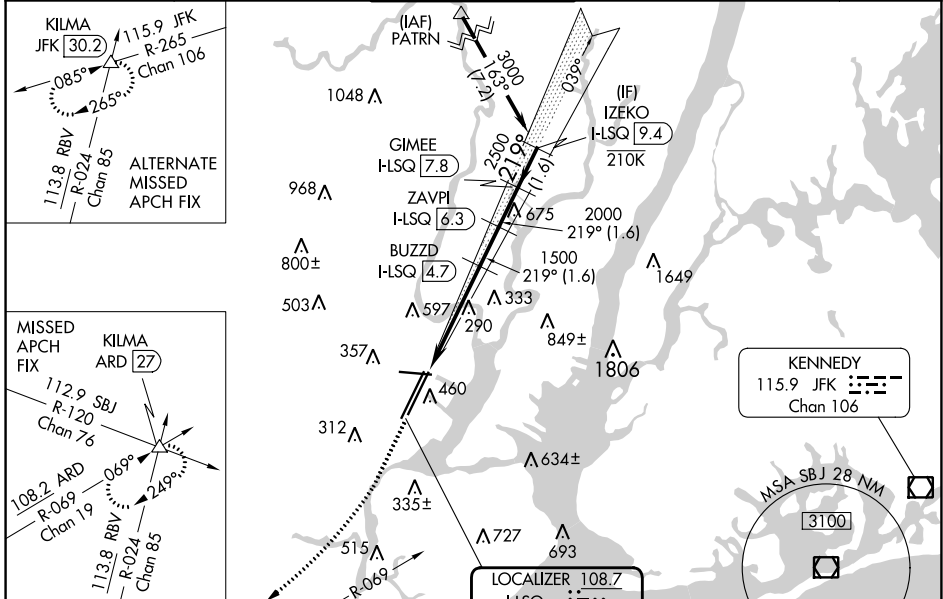 KILMA
JFK 30.2
115.9 JFK
R-265
Chan 106
085°
265°
113.8 RBV
R-024
Chan 85
ALTERNATE
MISSED
APCH FIX
(IAF)
PATRN
3000
163°
(7.2)
039°
(IF)
IZEKO
I-LSQ 9.4
210K
1048
GIMEE
I-LSQ 7.8
2500
219°
(1.6)
968
ZAVPI
I-LSQ 6.3
675
2000
219° (1.6)
800±
BUZZD
I-LSQ 4.7
1500
219° (1.6)
1649
503
597
333
290
849±
1806
357
460
312
634±
335±
727
693
515
R-069
MISSED
APCH
FIX
KILMA
ARD 27
112.9 SBJ
R-120
Chan 76
108.2 ARD
R-069
Chan 19
069°
249°
113.8 RBV
R-024
Chan 85
KENNEDY
115.9 JFK
Chan 106
MSA SBJ 28 NM
3100
LOCALIZER 108.7